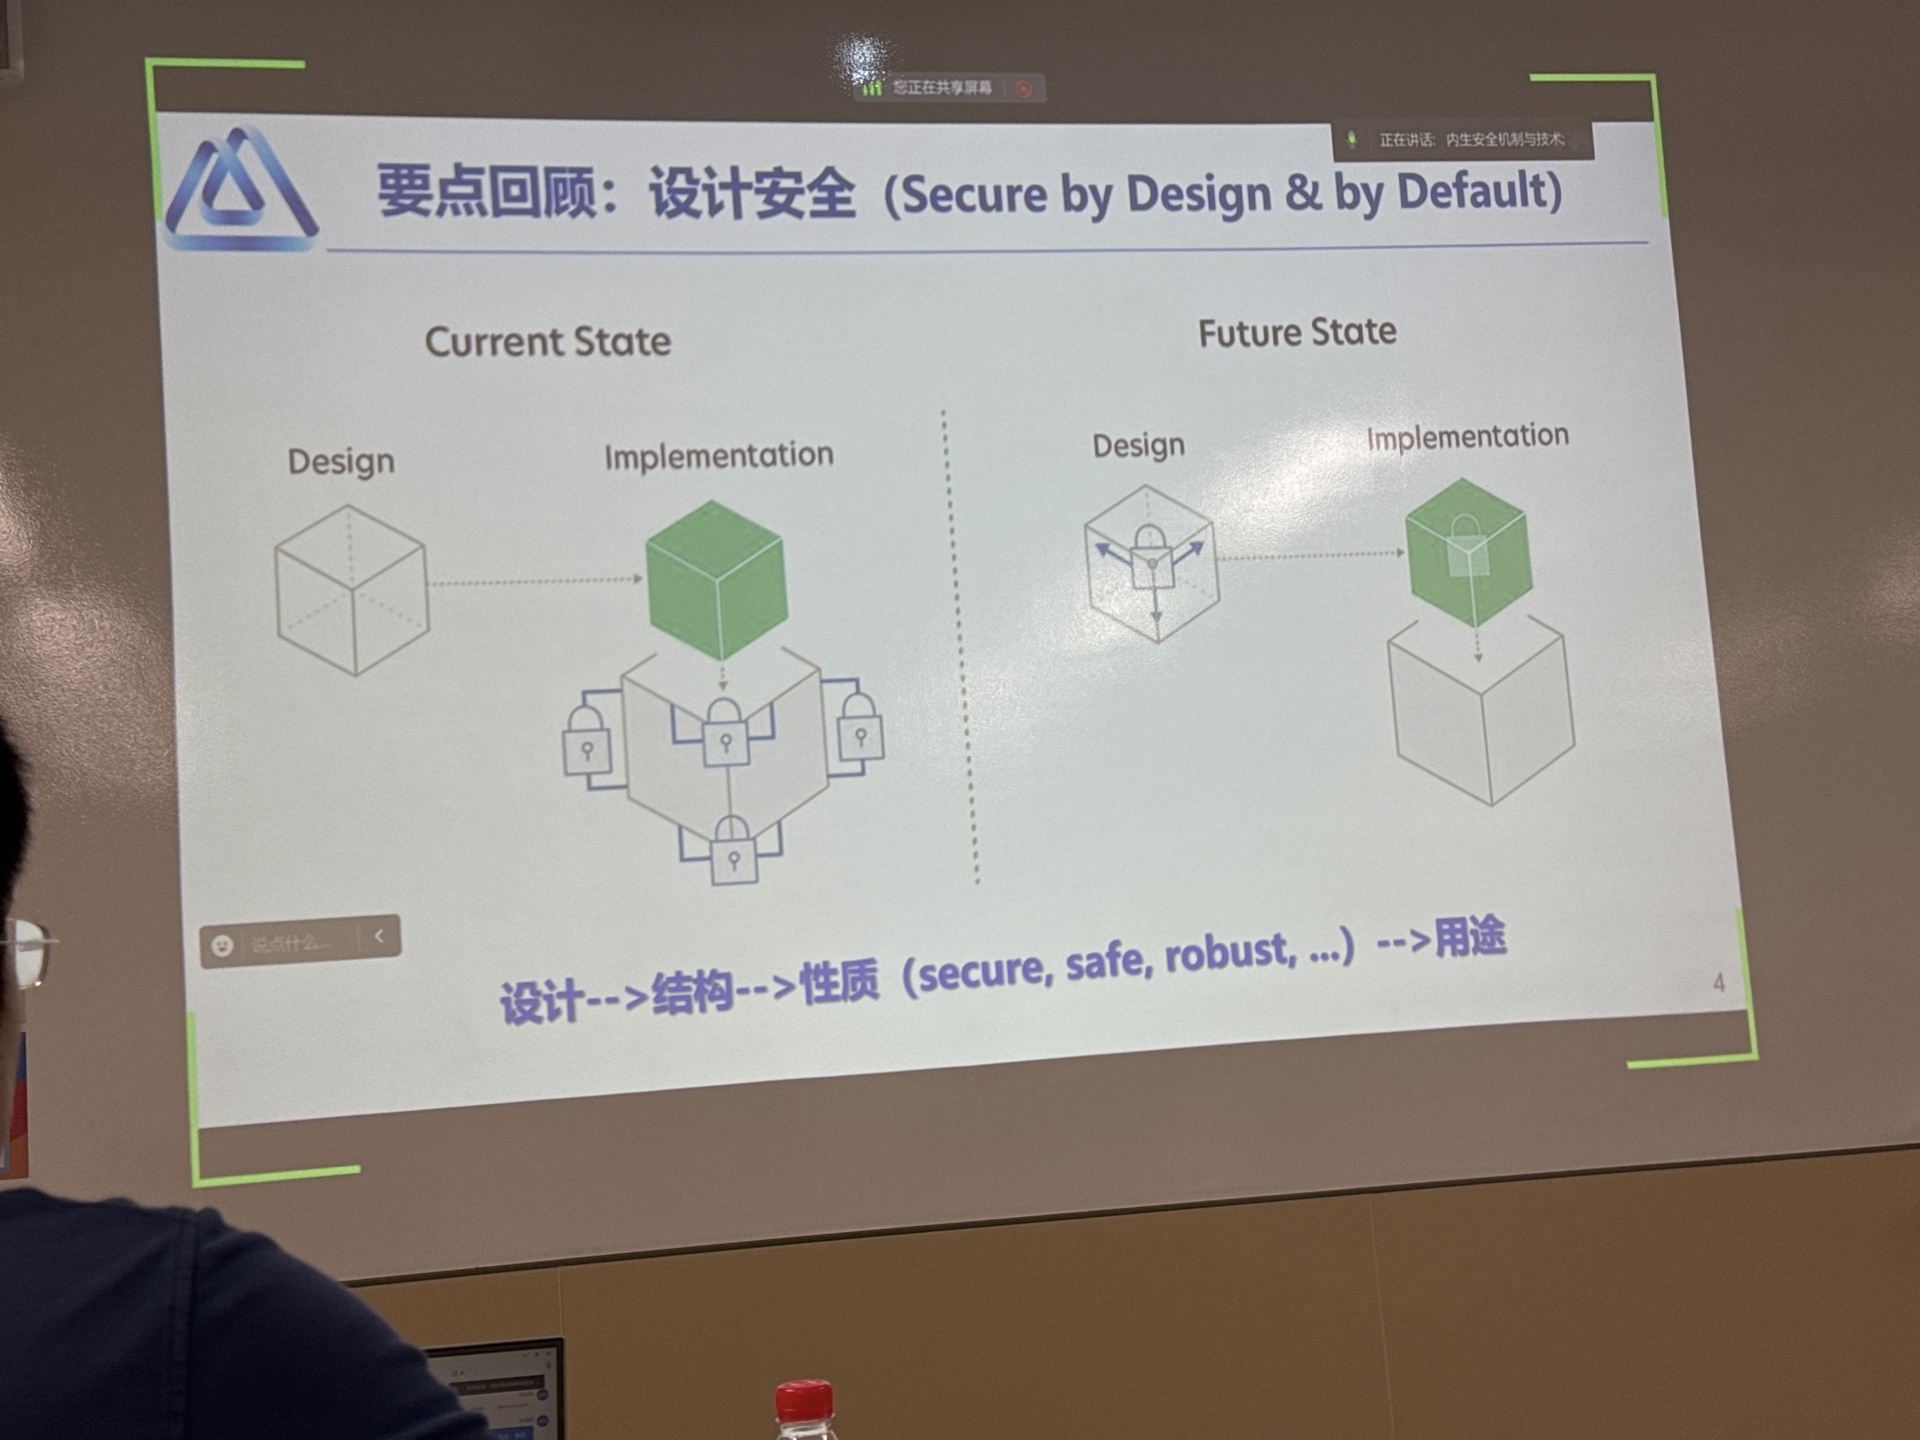 您正在共享屏幕
正在讲话: 内生安全机制与技术
要点回顾：设计安全（Secure by Design & by Default)
Current State
Future State
Design
Implementation
Design
Implementation
说点什么...
设计-->结构-->性质（secure, safe, robust, ...）-->用途
4